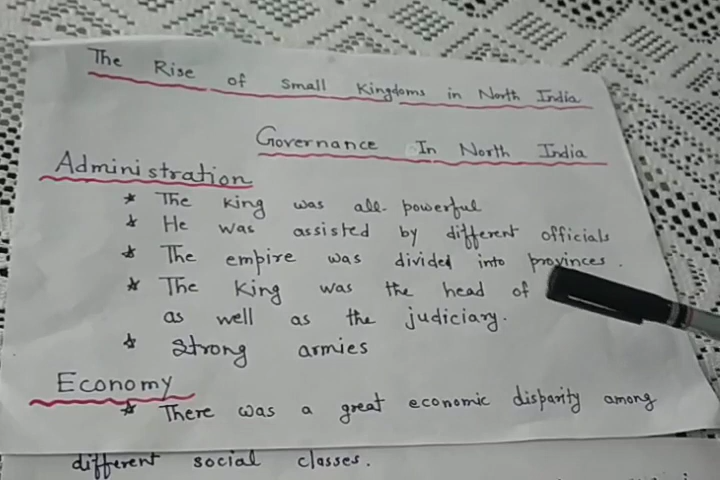 The Rise of Small Kingdoms in North India
Governance In North India
Administration
* The king was all-powerful
* He was assisted by different officials
* The empire was divided into provinces.
* The King was the head of
as well as the judiciary.
* Strong armies
Economy
* There was a great economic disparity among
different social classes.